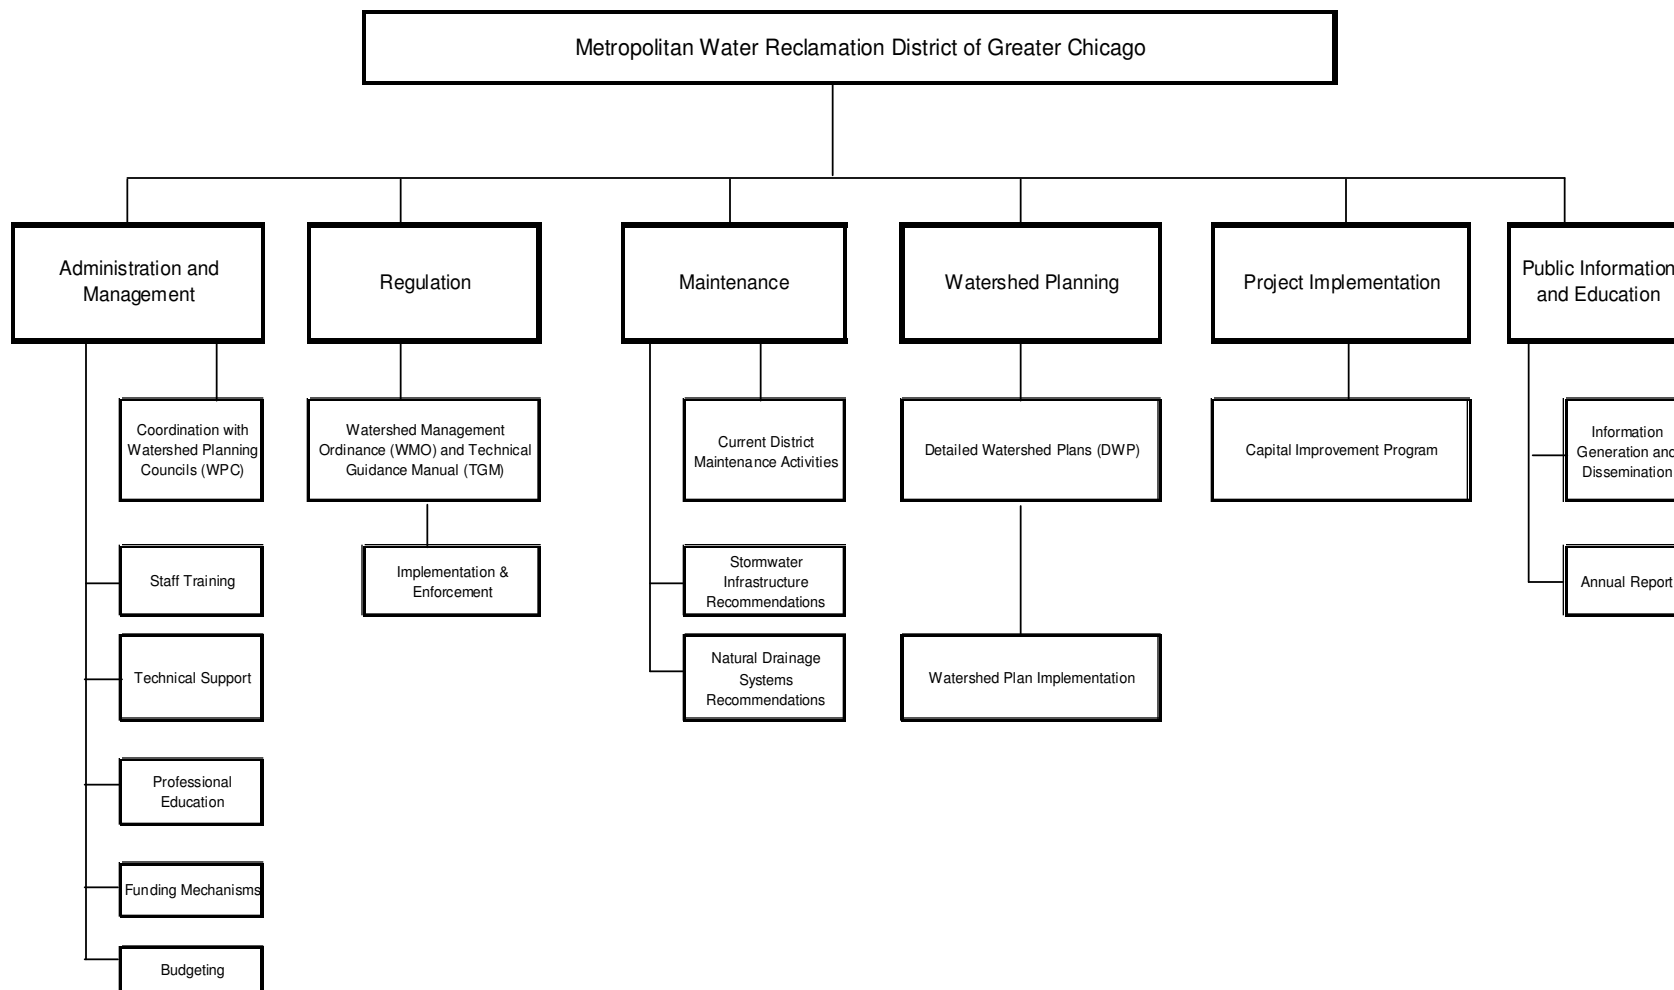 Metropolitan Water Reclamation District of Greater Chicago
Administration and
Management
Regulation
Maintenance
Watershed Planning
Project Implementation
Public Information
and Education
Coordination with
Watershed Planning
Councils (WPC)
Watershed Management
Ordinance (WMO) and Technical
Guidance Manual (TGM)
Current District
Maintenance Activities
Detailed Watershed Plans (DWP)
Capital Improvement Program
Information
Generation and
Dissemination
Staff Training
Implementation &
Enforcement
Stormwater
Infrastructure
Recommendations
Annual Report
Technical Support
Natural Drainage
Systems
Recommendations
Watershed Plan Implementation
Professional
Education
Funding Mechanisms
Budgeting